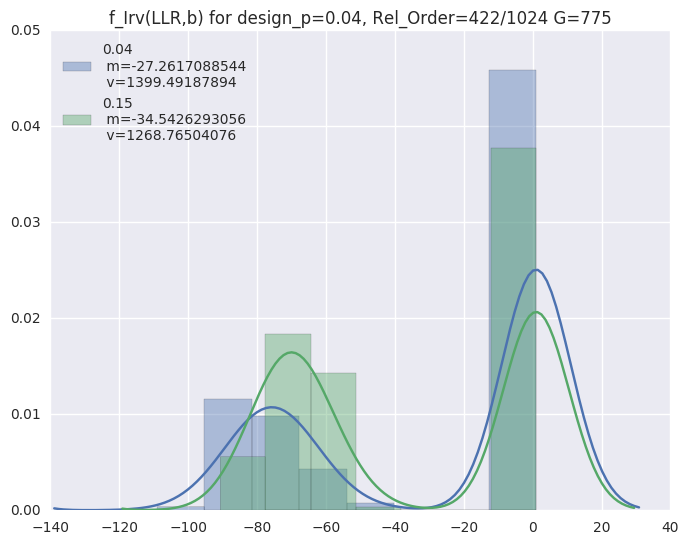 f_Irv(LLR,b) for design_p=0.04, Rel_Order=422/1024 G=775
0.04
m=-27.2617088544
v=1399.49187894
0.15
m=-34.5426293056
v=1268.76504076
0.05
0.04
0.03
0.02
0.01
0.00
−140 −120 −100 −80 −60 −40 −20 0 20 40